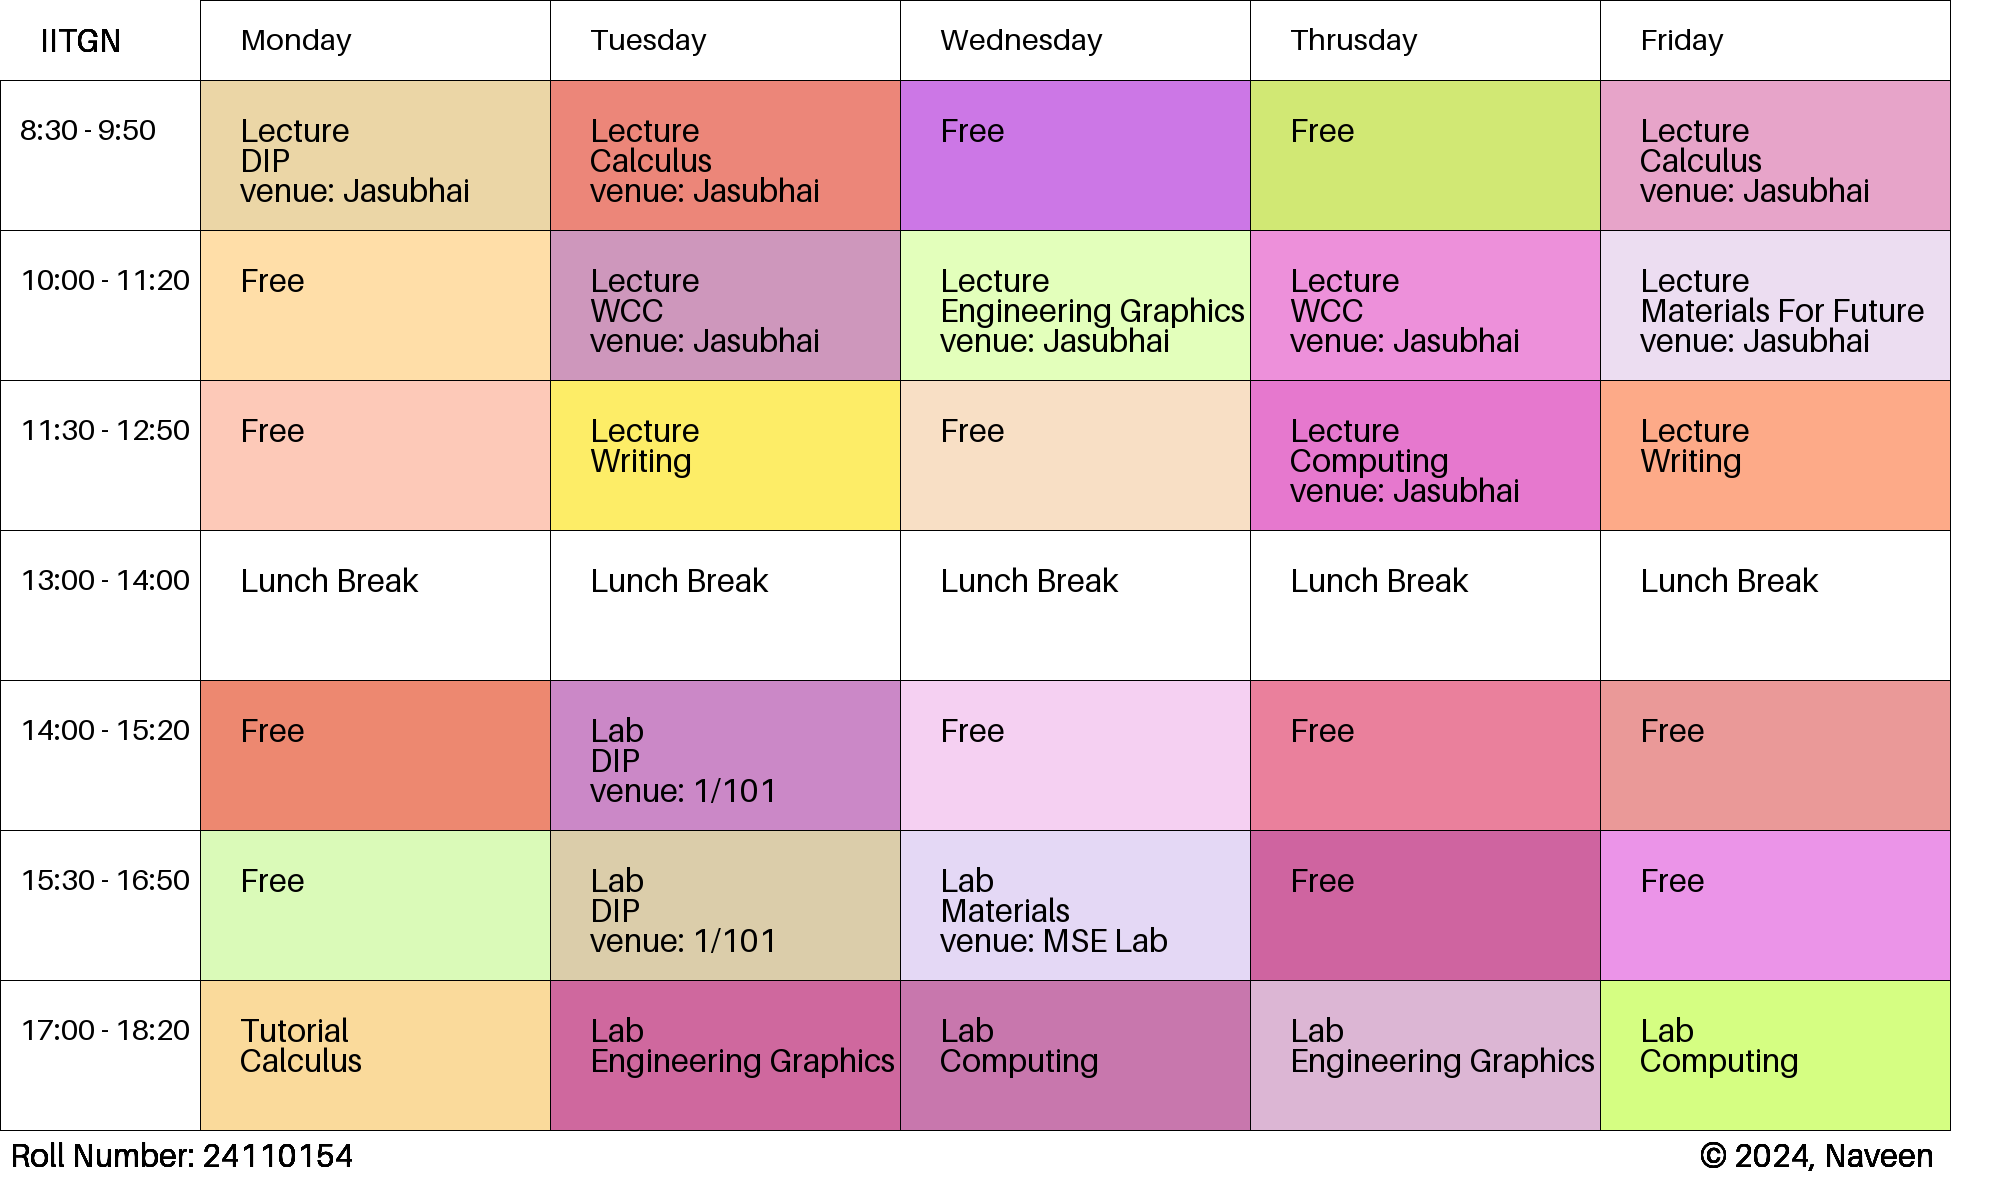 IITGN
Monday
Tuesday
Wednesday
Thrusday
Friday
8:30 - 9:50
Lecture
DIP
venue: Jasubhai
Lecture
Calculus
venue: Jasubhai
Free
Free
Lecture
Calculus
venue: Jasubhai
10:00 - 11:20
Free
Lecture
WCC
venue: Jasubhai
Lecture
Engineering Graphics
venue: Jasubhai
Lecture
WCC
venue: Jasubhai
Lecture
Materials For Future
venue: Jasubhai
11:30 - 12:50
Free
Lecture
Writing
Free
Lecture
Computing
venue: Jasubhai
Lecture
Writing
13:00 - 14:00
Lunch Break
Lunch Break
Lunch Break
Lunch Break
Lunch Break
14:00 - 15:20
Free
Lab
DIP
venue: 1/101
Free
Free
Free
15:30 - 16:50
Free
Lab
DIP
venue: 1/101
Lab
Materials
venue: MSE Lab
Free
Free
17:00 - 18:20
Tutorial
Calculus
Lab
Engineering Graphics
Lab
Computing
Lab
Engineering Graphics
Lab
Computing
Roll Number: 24110154
© 2024, Naveen